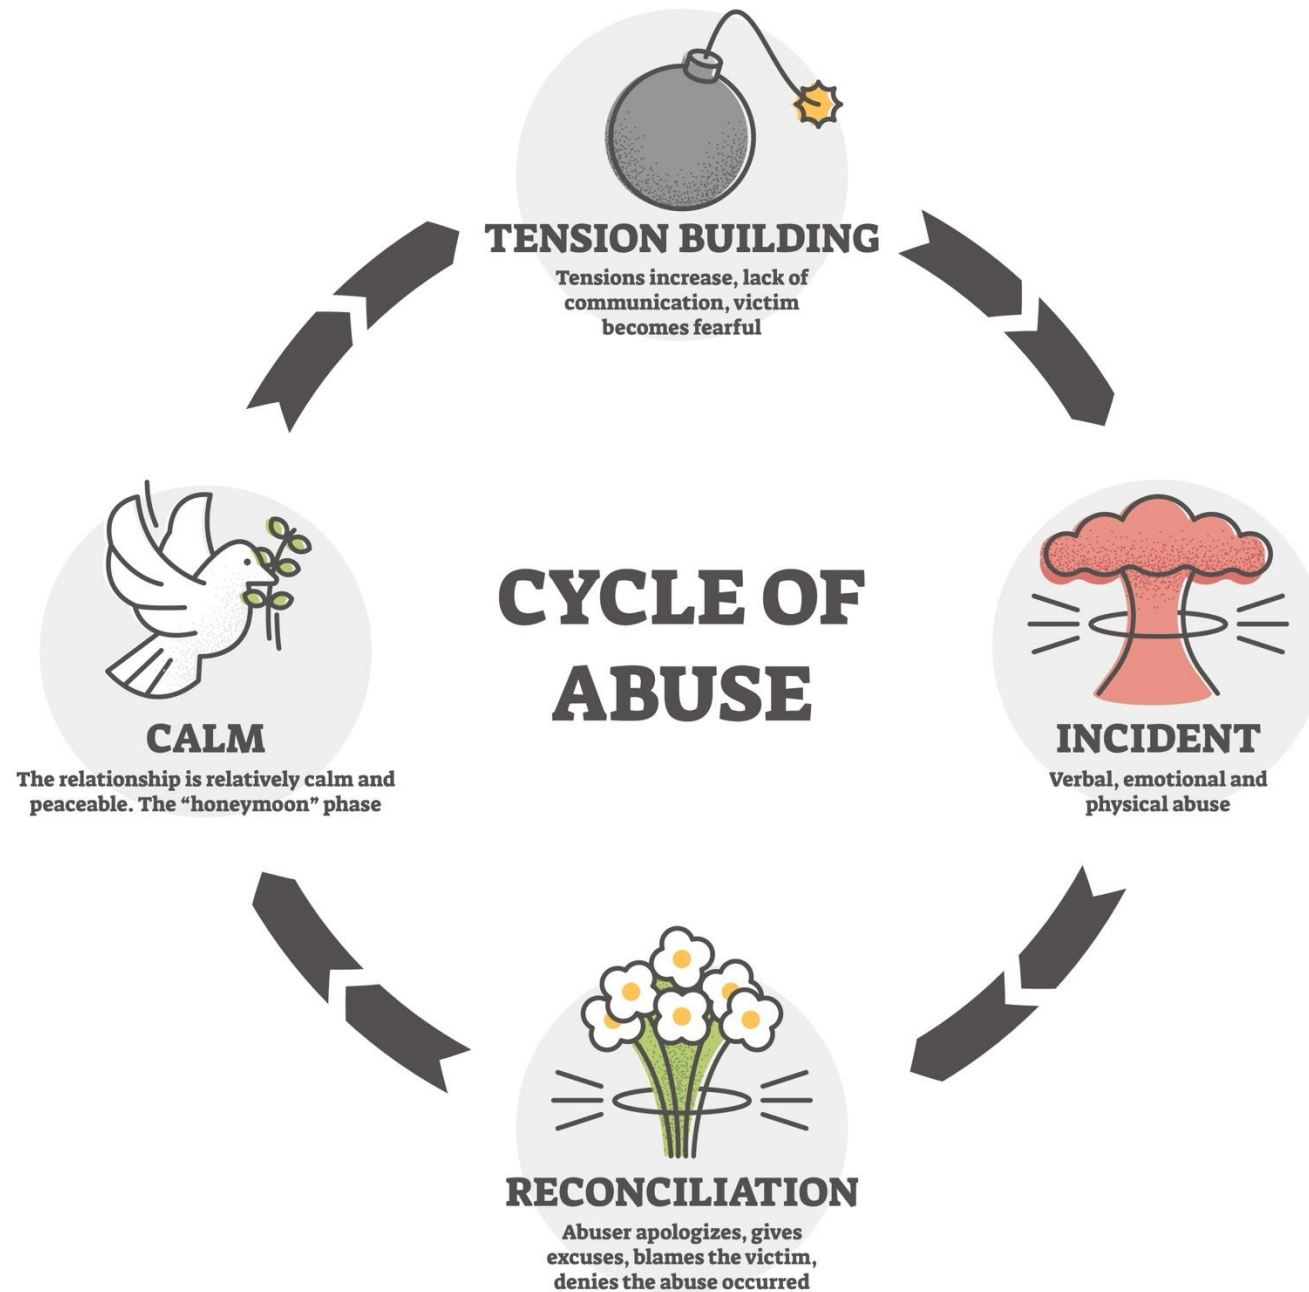 TENSION BUILDING
Tensions increase, lack of
communication, victim
becomes fearful
CYCLE OF
ABUSE
CALM
The relationship is relatively calm and
peaceable. The “honeymoon” phase
INCIDENT
Verbal, emotional and
physical abuse
RECONCILIATION
Abuser apologizes, gives
excuses, blames the victim,
denies the abuse occurred